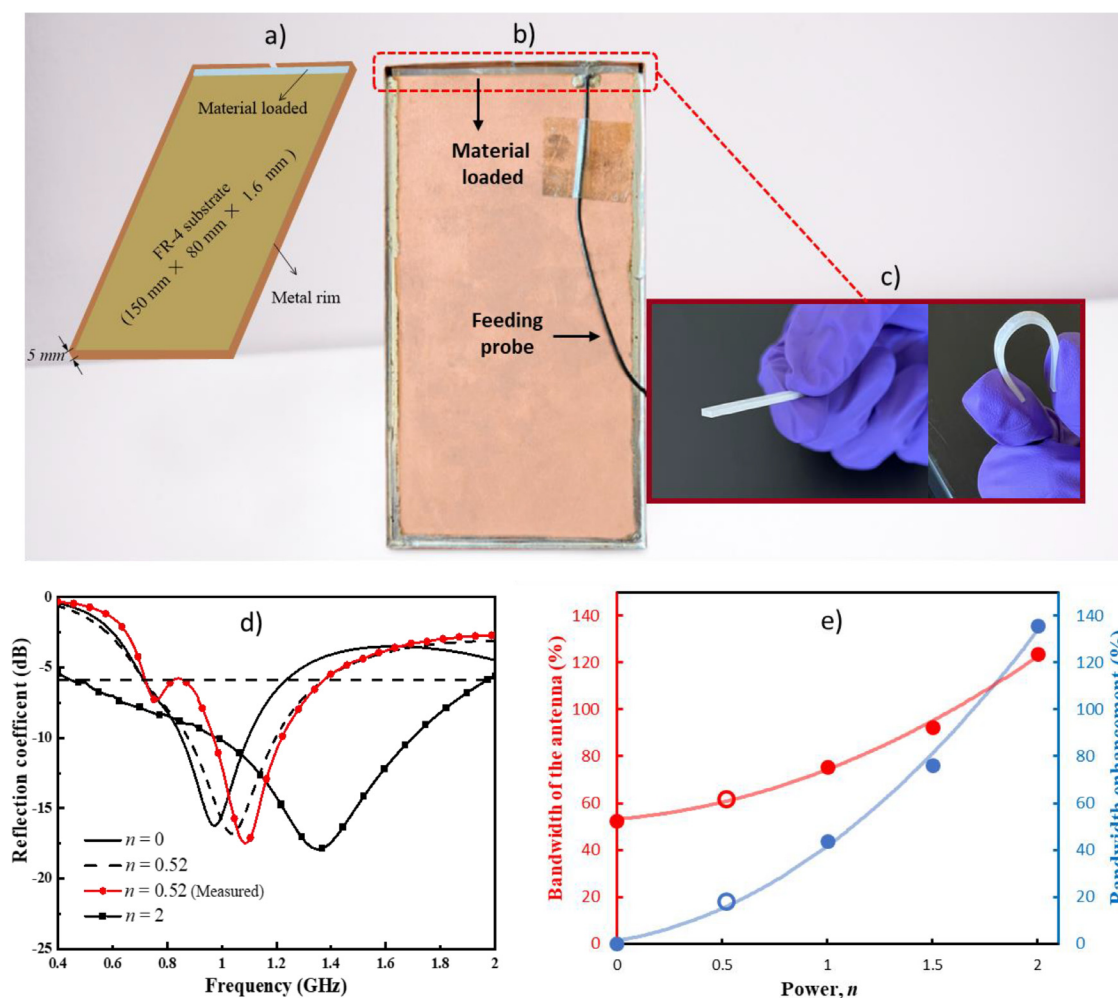 a)
Material loaded
FR-4 substrate
(150 mm × 80 mm × 1.6 mm )
Metal rim
5 mm
b)
Material
loaded
Feeding
probe
c)
d)
Reflection coefficent (dB)
0
-5
-10
-15
-20
-25
n = 0
n = 0.52
n = 0.52 (Measured)
n = 2
0.4 0.6 0.8 1 1.2 1.4 1.6 1.8 2
Frequency (GHz)
e)
Bandwidth of the antenna (%)
140
120
100
80
60
40
20
0
0 0.5 1 1.5 2
Power, n
140
120
100
80
60
40
20
0
Bandwidth enhancement (%)